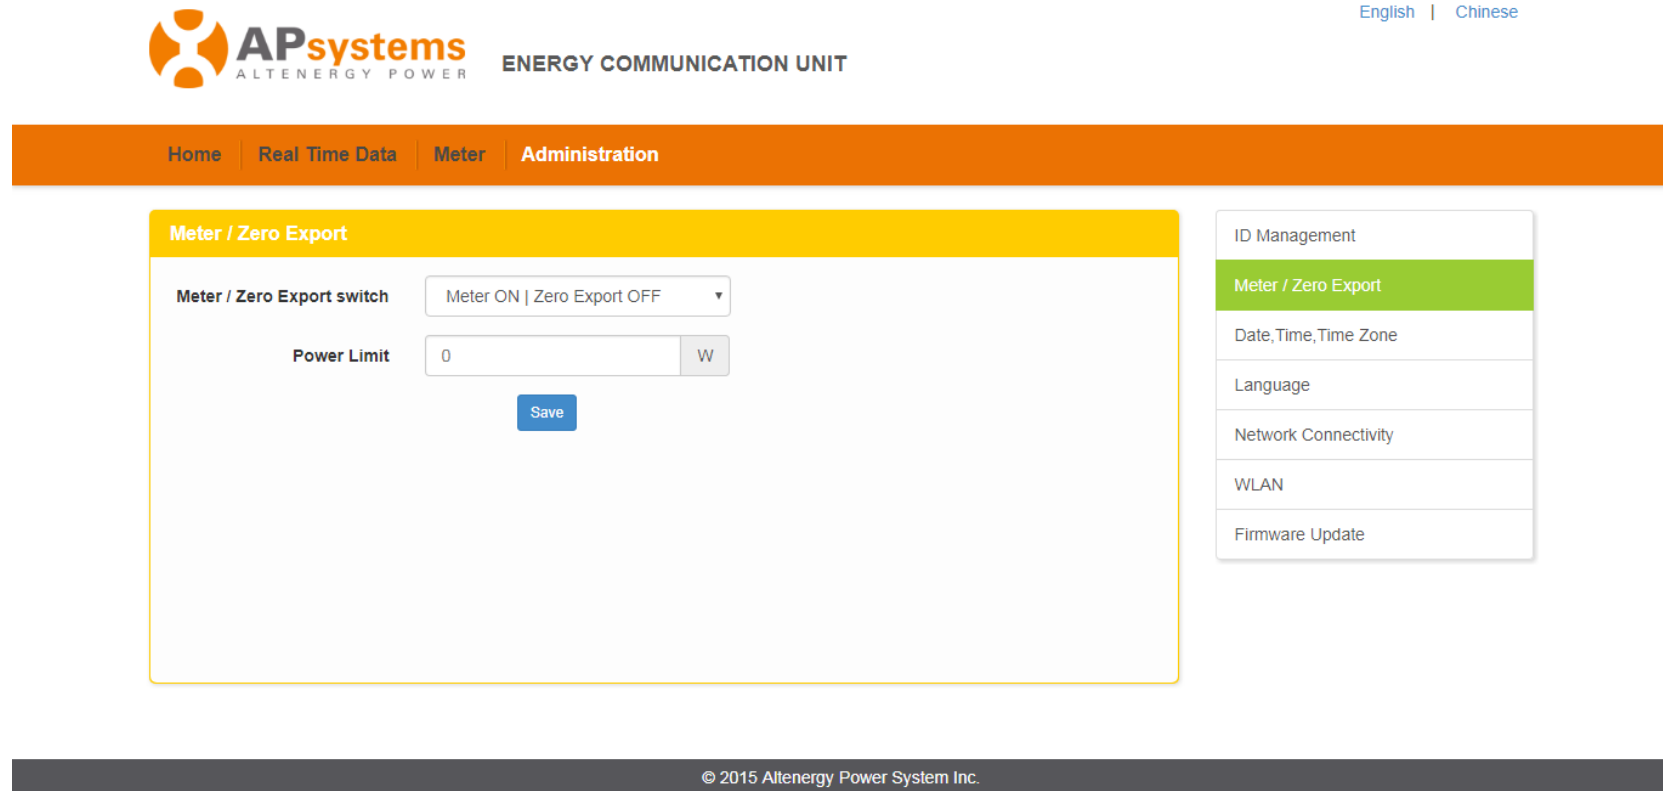 English | Chinese
APsystems
ALTENERGY POWER
ENERGY COMMUNICATION UNIT
Home Real Time Data Meter Administration
Meter / Zero Export
Meter / Zero Export switch Meter ON | Zero Export OFF
Power Limit 0 W
Save
ID Management
Meter / Zero Export
Date,Time,Time Zone
Language
Network Connectivity
WLAN
Firmware Update
© 2015 Altenergy Power System Inc.